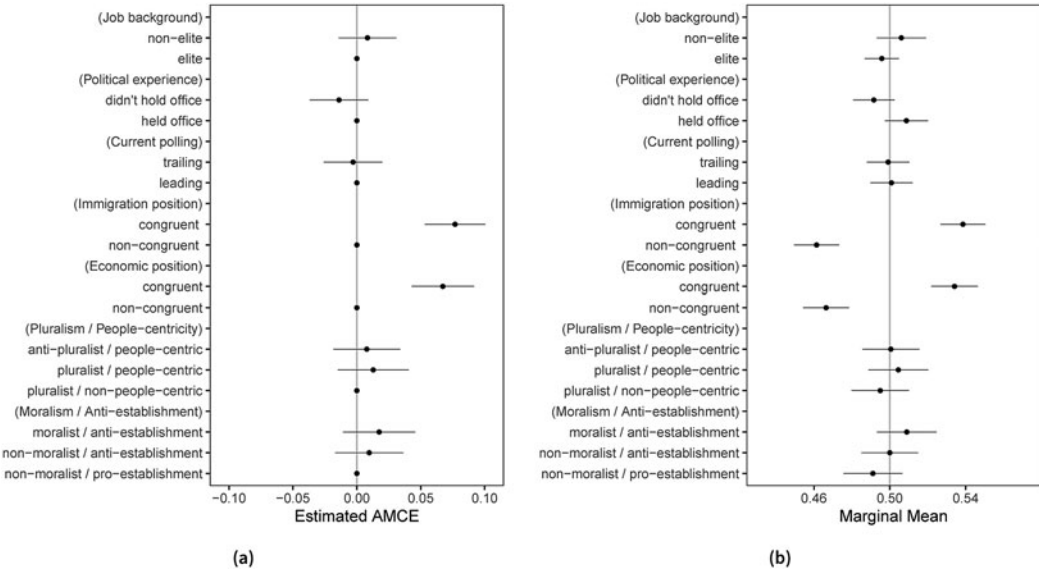 (Job background)
non−elite
elite
(Political experience)
didn't hold office
held office
(Current polling)
trailing
leading
(Immigration position)
congruent
non−congruent
(Economic position)
congruent
non−congruent
(Pluralism / People−centricity)
anti−pluralist / people−centric
pluralist / people−centric
pluralist / non−people−centric
(Moralism / Anti−establishment)
moralist / anti−establishment
non−moralist / anti−establishment
non−moralist / pro−establishment
−0.10 −0.05 0.00 0.05 0.10
Estimated AMCE
(a)
(Job background)
non−elite
elite
(Political experience)
didn't hold office
held office
(Current polling)
trailing
leading
(Immigration position)
congruent
non−congruent
(Economic position)
congruent
non−congruent
(Pluralism / People−centricity)
anti−pluralist / people−centric
pluralist / people−centric
pluralist / non−people−centric
(Moralism / Anti−establishment)
moralist / anti−establishment
non−moralist / anti−establishment
non−moralist / pro−establishment
0.46 0.50 0.54
Marginal Mean
(b)